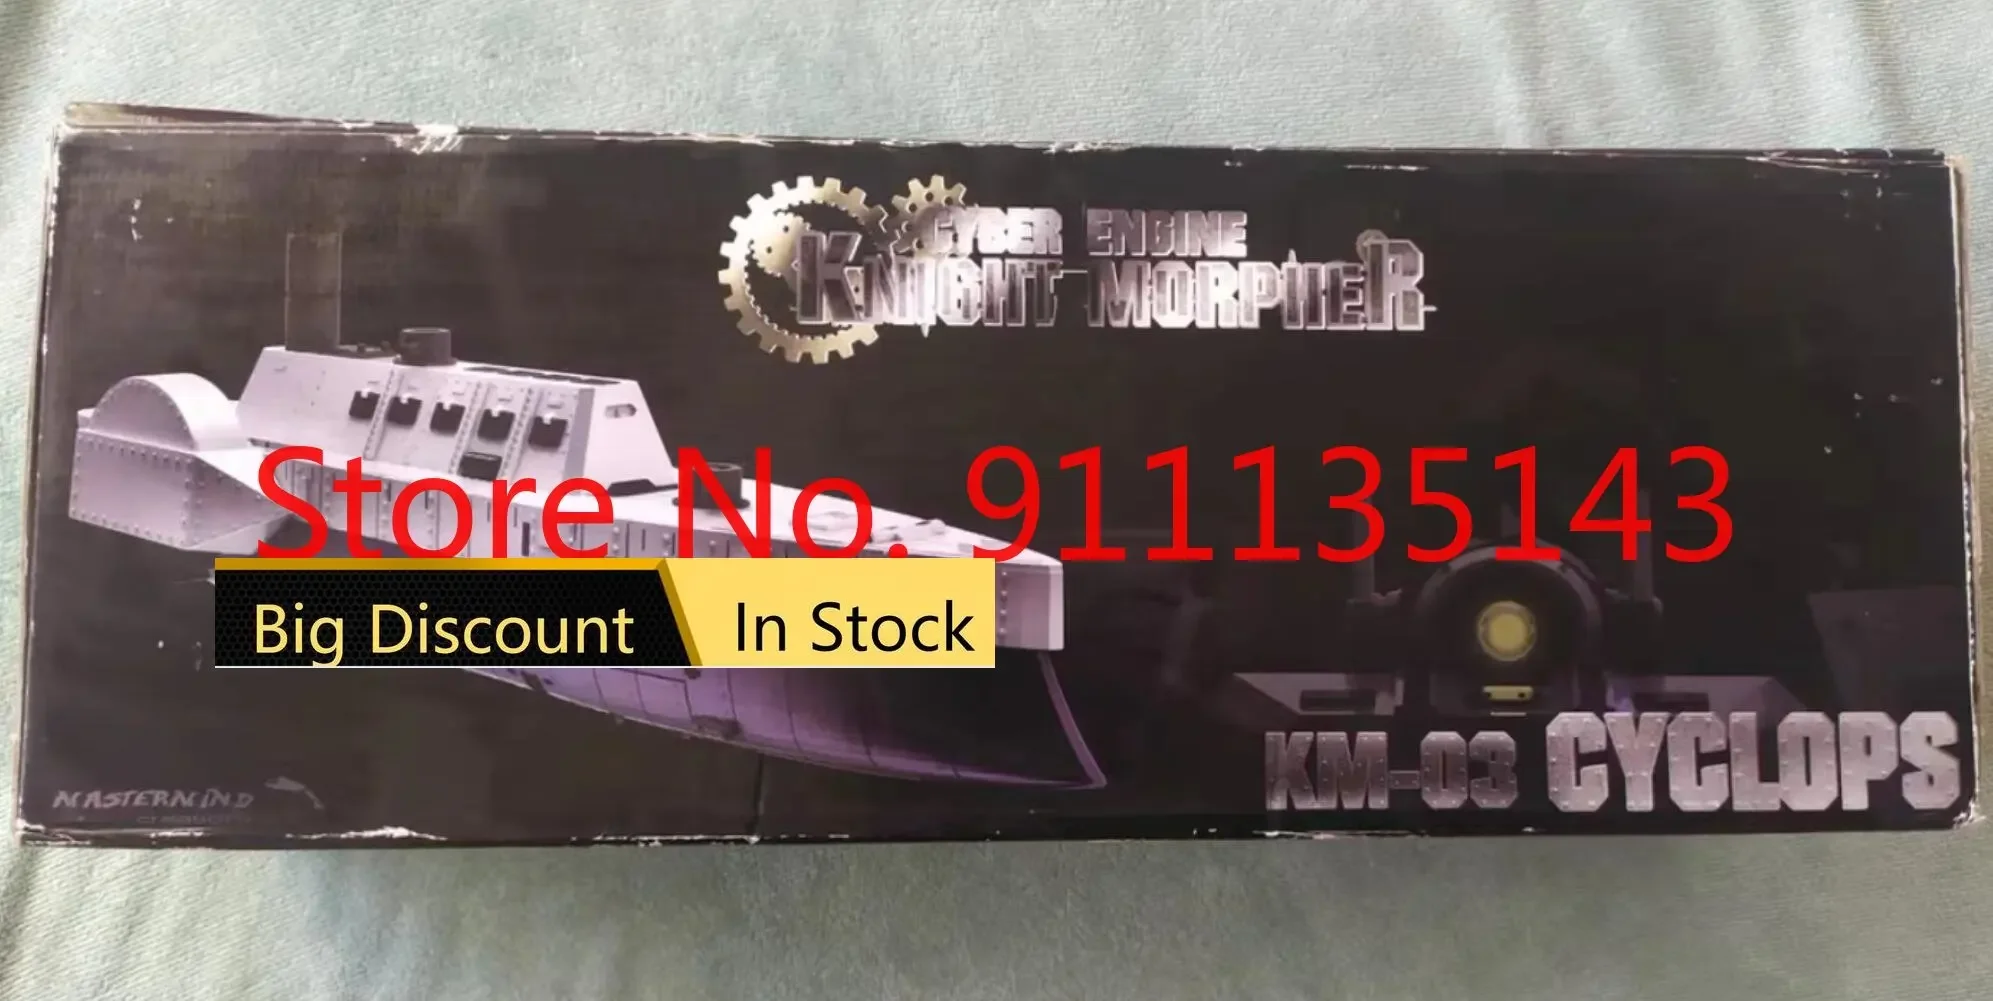 CYBER ENGINE
KNIGHT MORPHER
Store No. 911135143
Big Discount
In Stock
KM-03 CYCLOPS
MASTERMIND